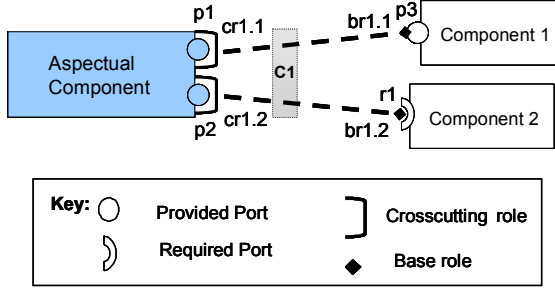 p1
cr1.1
br1.1
p3
Component 1
Aspectual
Component
C1
p2
cr1.2
br1.2
r1
Component 2
Key:
Provided Port
Crosscutting role
Required Port
Base role